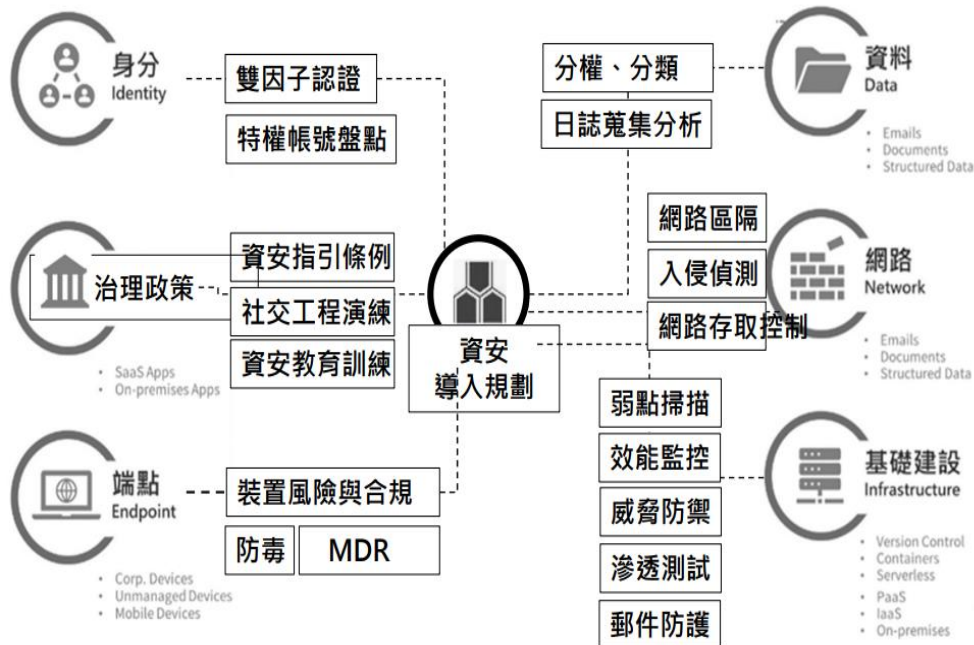 身分
Identity
雙因子認證
特權帳號盤點
分權、分類
日誌蒐集分析
資料
Data
• Emails
• Documents
• Structured Data
治理政策
資安指引條例
社交工程演練
資安教育訓練
• SaaS Apps
• On-premises Apps
資安
導入規劃
網路區隔
入侵偵測
網路存取控制
網路
Network
• Emails
• Documents
• Structured Data
端點
Endpoint
裝置風險與合規
防毒
MDR
• Corp. Devices
• Unmanaged Devices
• Mobile Devices
弱點掃描
效能監控
威脅防禦
滲透測試
郵件防護
基礎建設
Infrastructure
• Version Control
• Containers
• Serverless
• PaaS
• IaaS
• On-premises